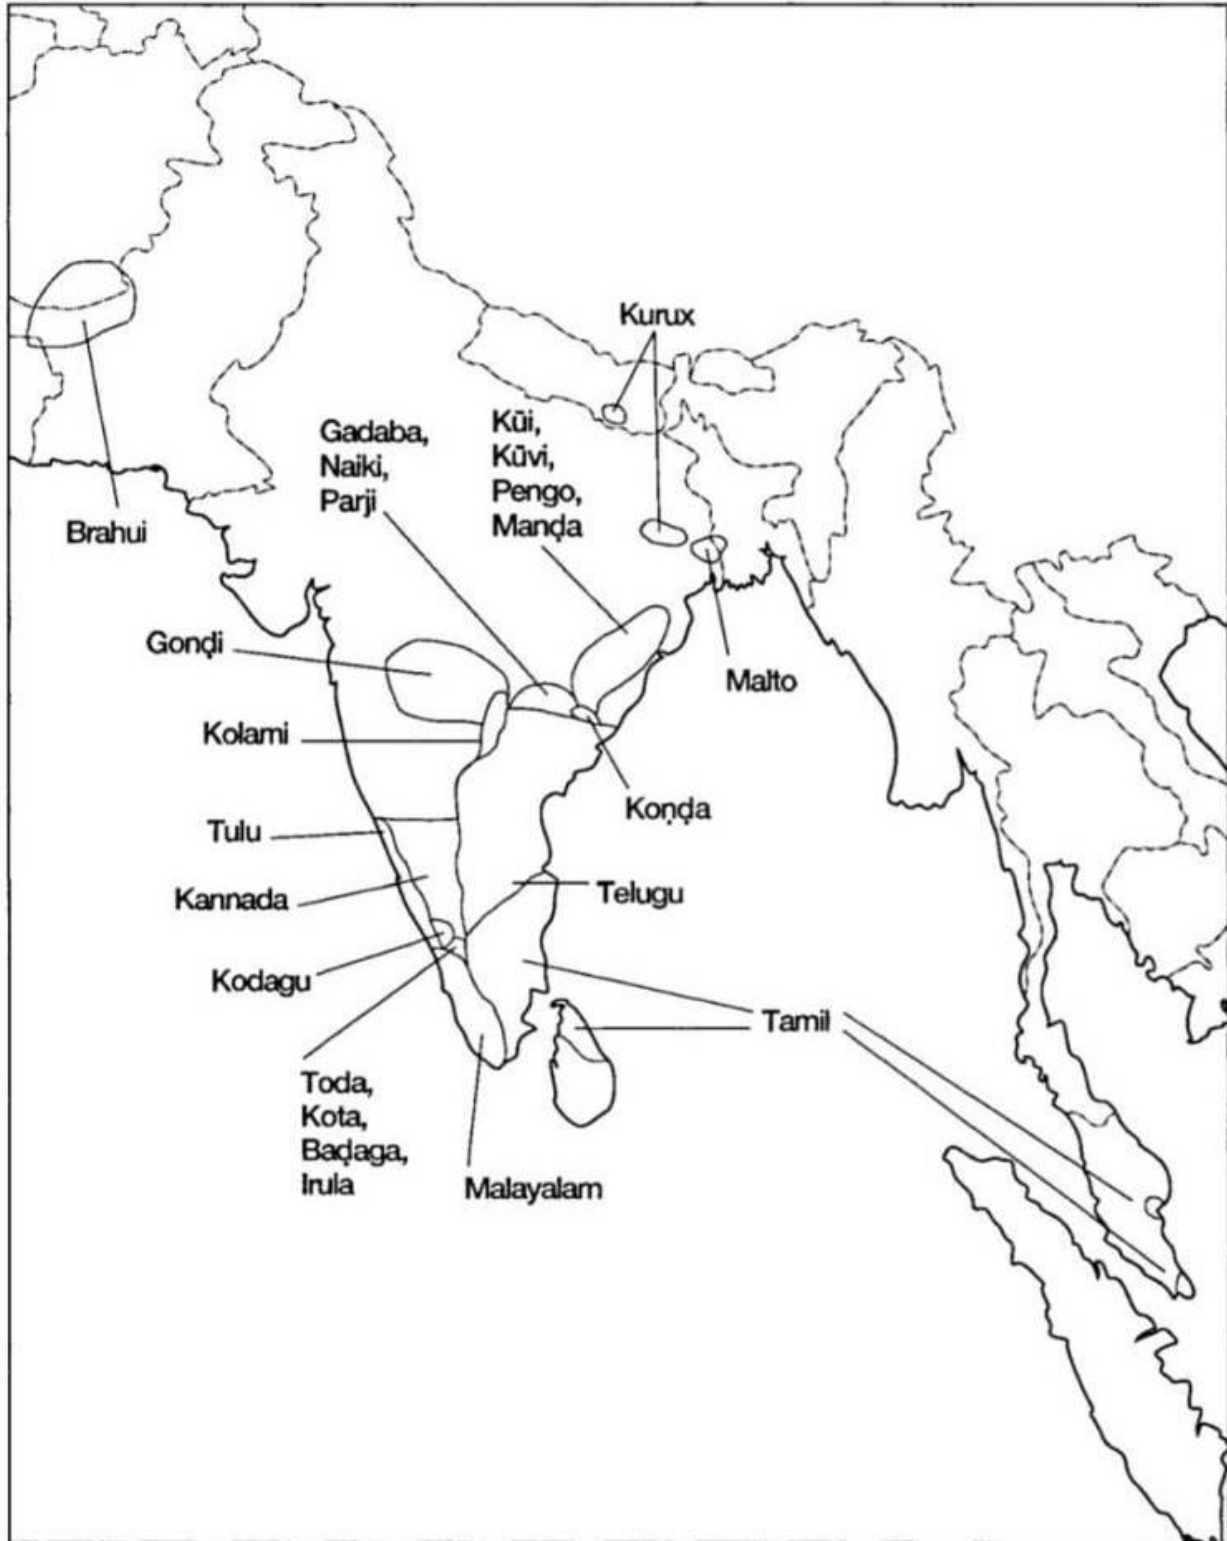 Kurux
Gadaba,
Naiki,
Parji
Kūi,
Kūvi,
Pengo,
Manḍa
Brahui
Gonḍi
Malto
Kolami
Konḍa
Tulu
Kannada
Telugu
Kodagu
Tamil
Toda,
Kota,
Baḍaga,
Irula
Malayalam